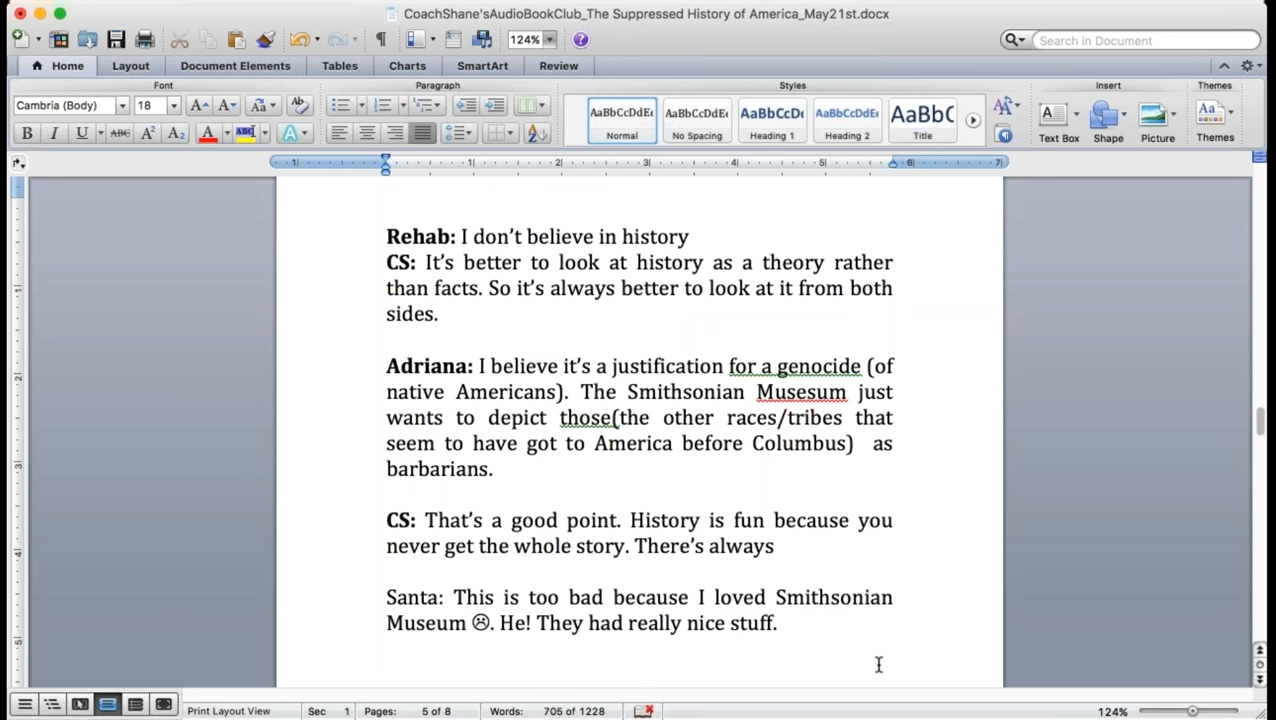 CoachShane'sAudioBookClub_The Suppressed History of America_May21st.docx
124%
Search in Document
Home Layout Document Elements Tables Charts SmartArt Review
Font Paragraph Styles Insert Themes
Cambria (Body) 18
AaBbCcDdEe AaBbCcDdEe AaBbCcDc AaBbCcDdEe AaBbC
Normal No Spacing Heading 1 Heading 2 Title
Text Box Shape Picture Themes
Rehab: I don't believe in history
CS: It's better to look at history as a theory rather
than facts. So it's always better to look at it from both
sides.
Adriana: I believe it's a justification for a genocide (of
native Americans). The Smithsonian Musesum just
wants to depict those(the other races/tribes that
seem to have got to America before Columbus) as
barbarians.
CS: That's a good point. History is fun because you
never get the whole story. There's always
Santa: This is too bad because I loved Smithsonian
Museum ☹. He! They had really nice stuff.
Print Layout View Sec 1 Pages: 5 of 8 Words: 705 of 1228 124%